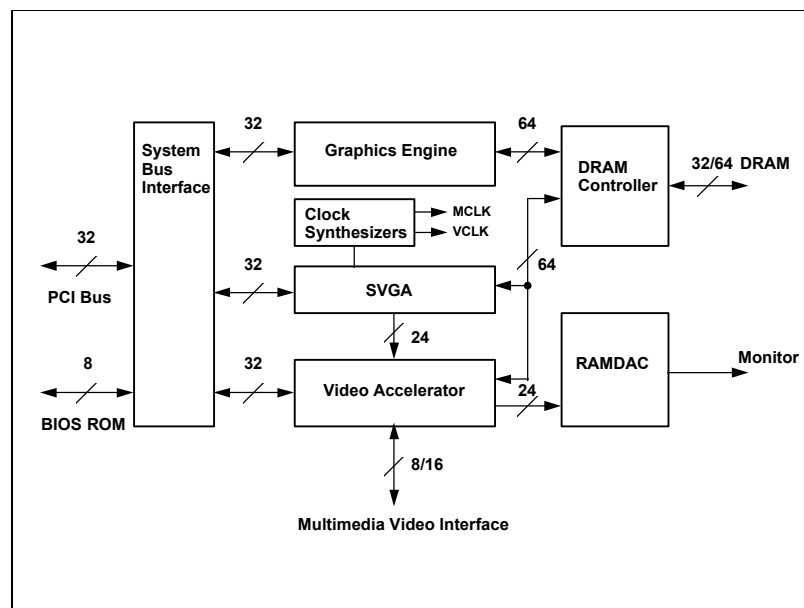 32
64
System
Bus
Interface
Graphics Engine
DRAM
Controller
32/64 DRAM
Clock
Synthesizers
MCLK
VCLK
32
PCI Bus
32
SVGA
64
24
8
BIOS ROM
32
Video Accelerator
24
RAMDAC
Monitor
8/16
Multimedia Video Interface